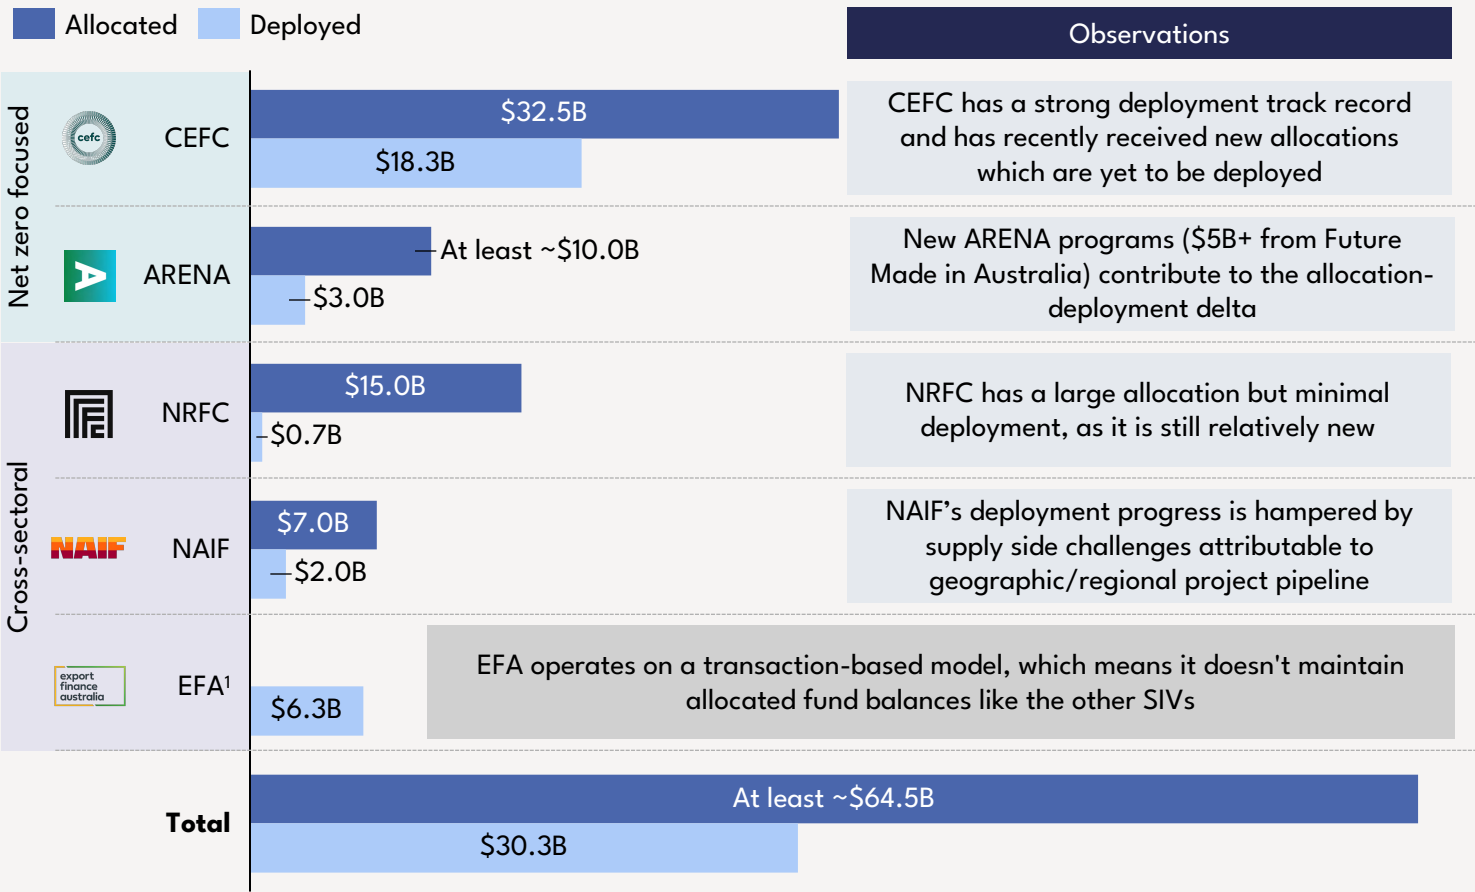 Allocated
Deployed
Observations
Net zero focused
cefc
CEFC
$32.5B
$18.3B
CEFC has a strong deployment track record
and has recently received new allocations
which are yet to be deployed
A
ARENA
At least ~$10.0B
$3.0B
New ARENA programs ($5B+ from Future
Made in Australia) contribute to the allocation-
deployment delta
Cross-sectoral
NRFC
$15.0B
$0.7B
NRFC has a large allocation but minimal
deployment, as it is still relatively new
NAIF
NAIF
$7.0B
$2.0B
NAIF’s deployment progress is hampered by
supply side challenges attributable to
geographic/regional project pipeline
export
finance
australia
EFA¹
$6.3B
EFA operates on a transaction-based model, which means it doesn't maintain
allocated fund balances like the other SIVs
Total
At least ~$64.5B
$30.3B